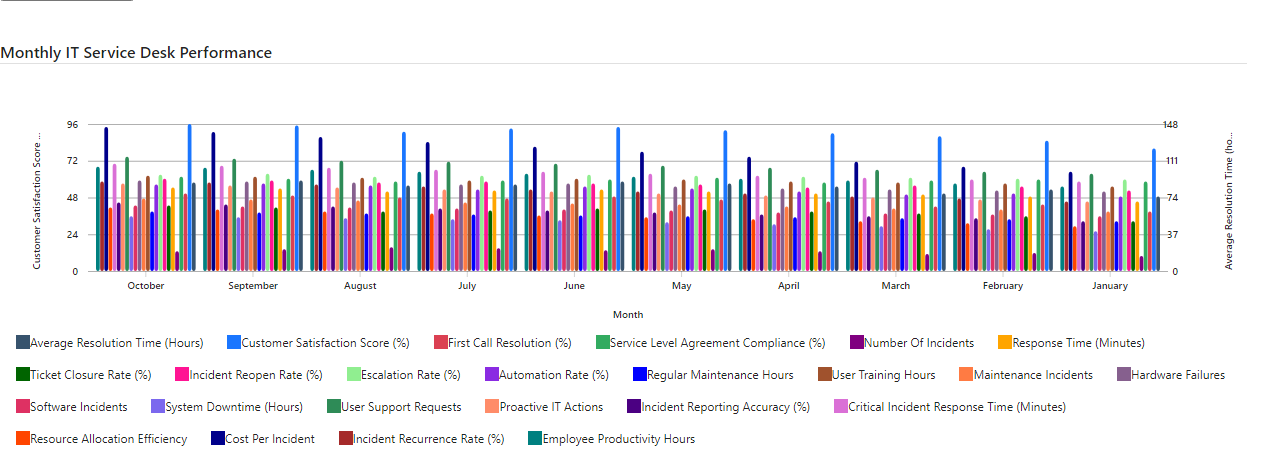 Monthly IT Service Desk Performance
Customer Satisfaction Score ...
Average Resolution Time (ho...
96 148
72 111
48 74
24 37
0 0
October September August July June May April March February January
Month
Average Resolution Time (Hours) Customer Satisfaction Score (%) First Call Resolution (%) Service Level Agreement Compliance (%) Number Of Incidents Response Time (Minutes)
Ticket Closure Rate (%) Incident Reopen Rate (%) Escalation Rate (%) Automation Rate (%) Regular Maintenance Hours User Training Hours Maintenance Incidents Hardware Failures
Software Incidents System Downtime (Hours) User Support Requests Proactive IT Actions Incident Reporting Accuracy (%) Critical Incident Response Time (Minutes)
Resource Allocation Efficiency Cost Per Incident Incident Recurrence Rate (%) Employee Productivity Hours